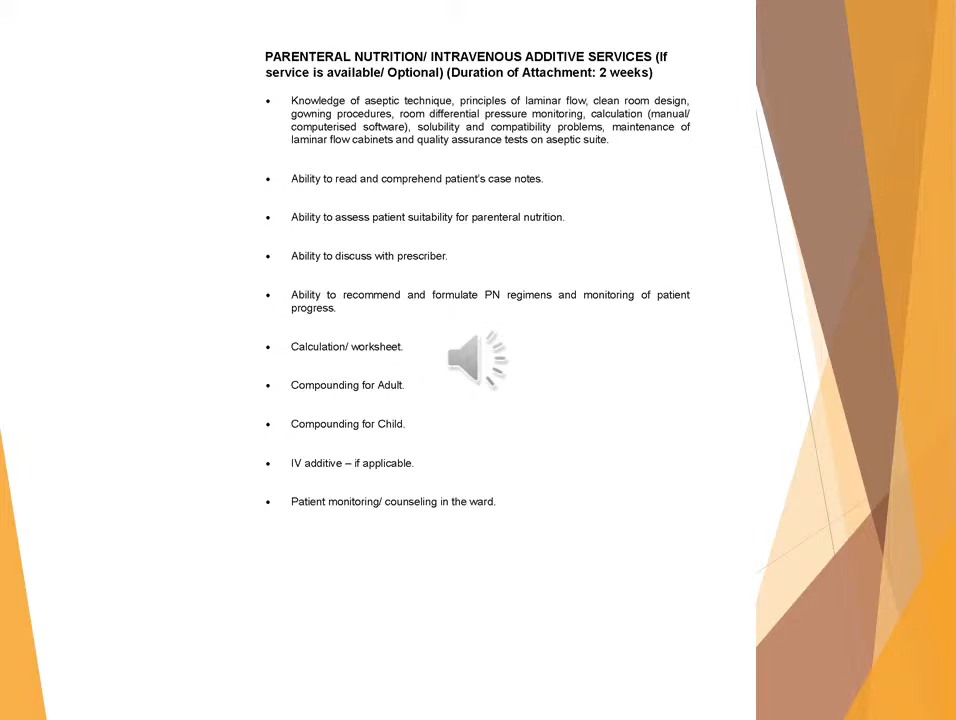 PARENTERAL NUTRITION/ INTRAVENOUS ADDITIVE SERVICES (If
service is available/ Optional) (Duration of Attachment: 2 weeks)
• Knowledge of aseptic technique, principles of laminar flow, clean room design,
gowning procedures, room differential pressure monitoring, calculation (manual/
computerised software), solubility and compatibility problems, maintenance of
laminar flow cabinets and quality assurance tests on aseptic suite.
• Ability to read and comprehend patient's case notes.
• Ability to assess patient suitability for parenteral nutrition.
• Ability to discuss with prescriber.
• Ability to recommend and formulate PN regimens and monitoring of patient
progress.
• Calculation/ worksheet.
• Compounding for Adult.
• Compounding for Child.
• IV additive – if applicable.
• Patient monitoring/ counseling in the ward.